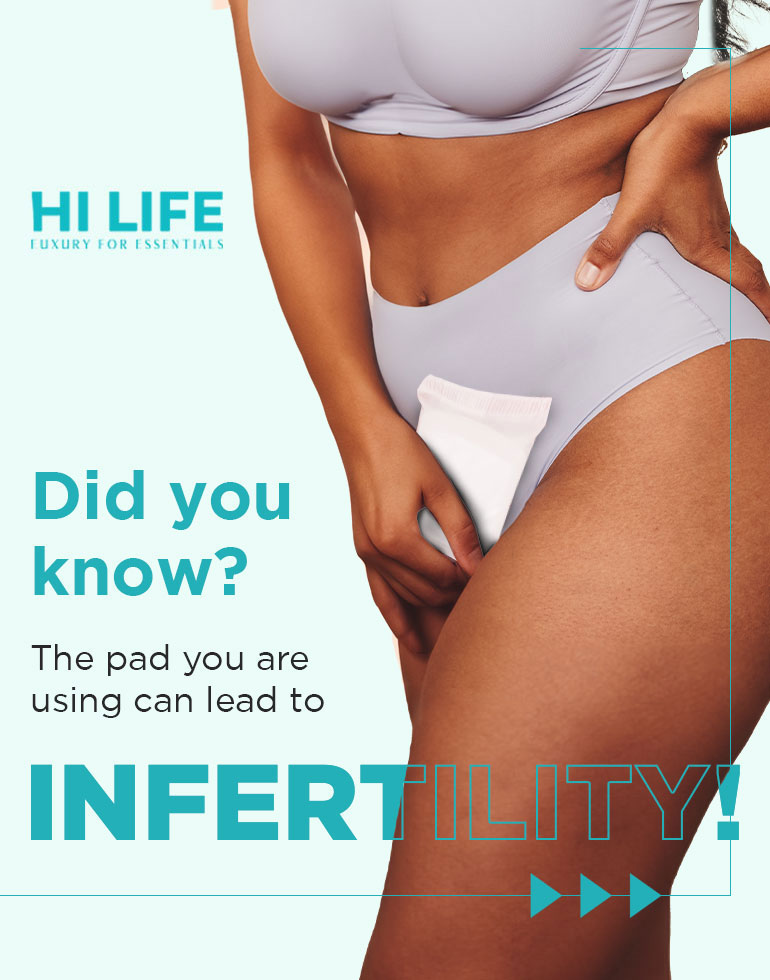 HI LIFE
LUXURY FOR ESSENTIALS
Did you
know?
The pad you are
using can lead to
INFERTILITY!